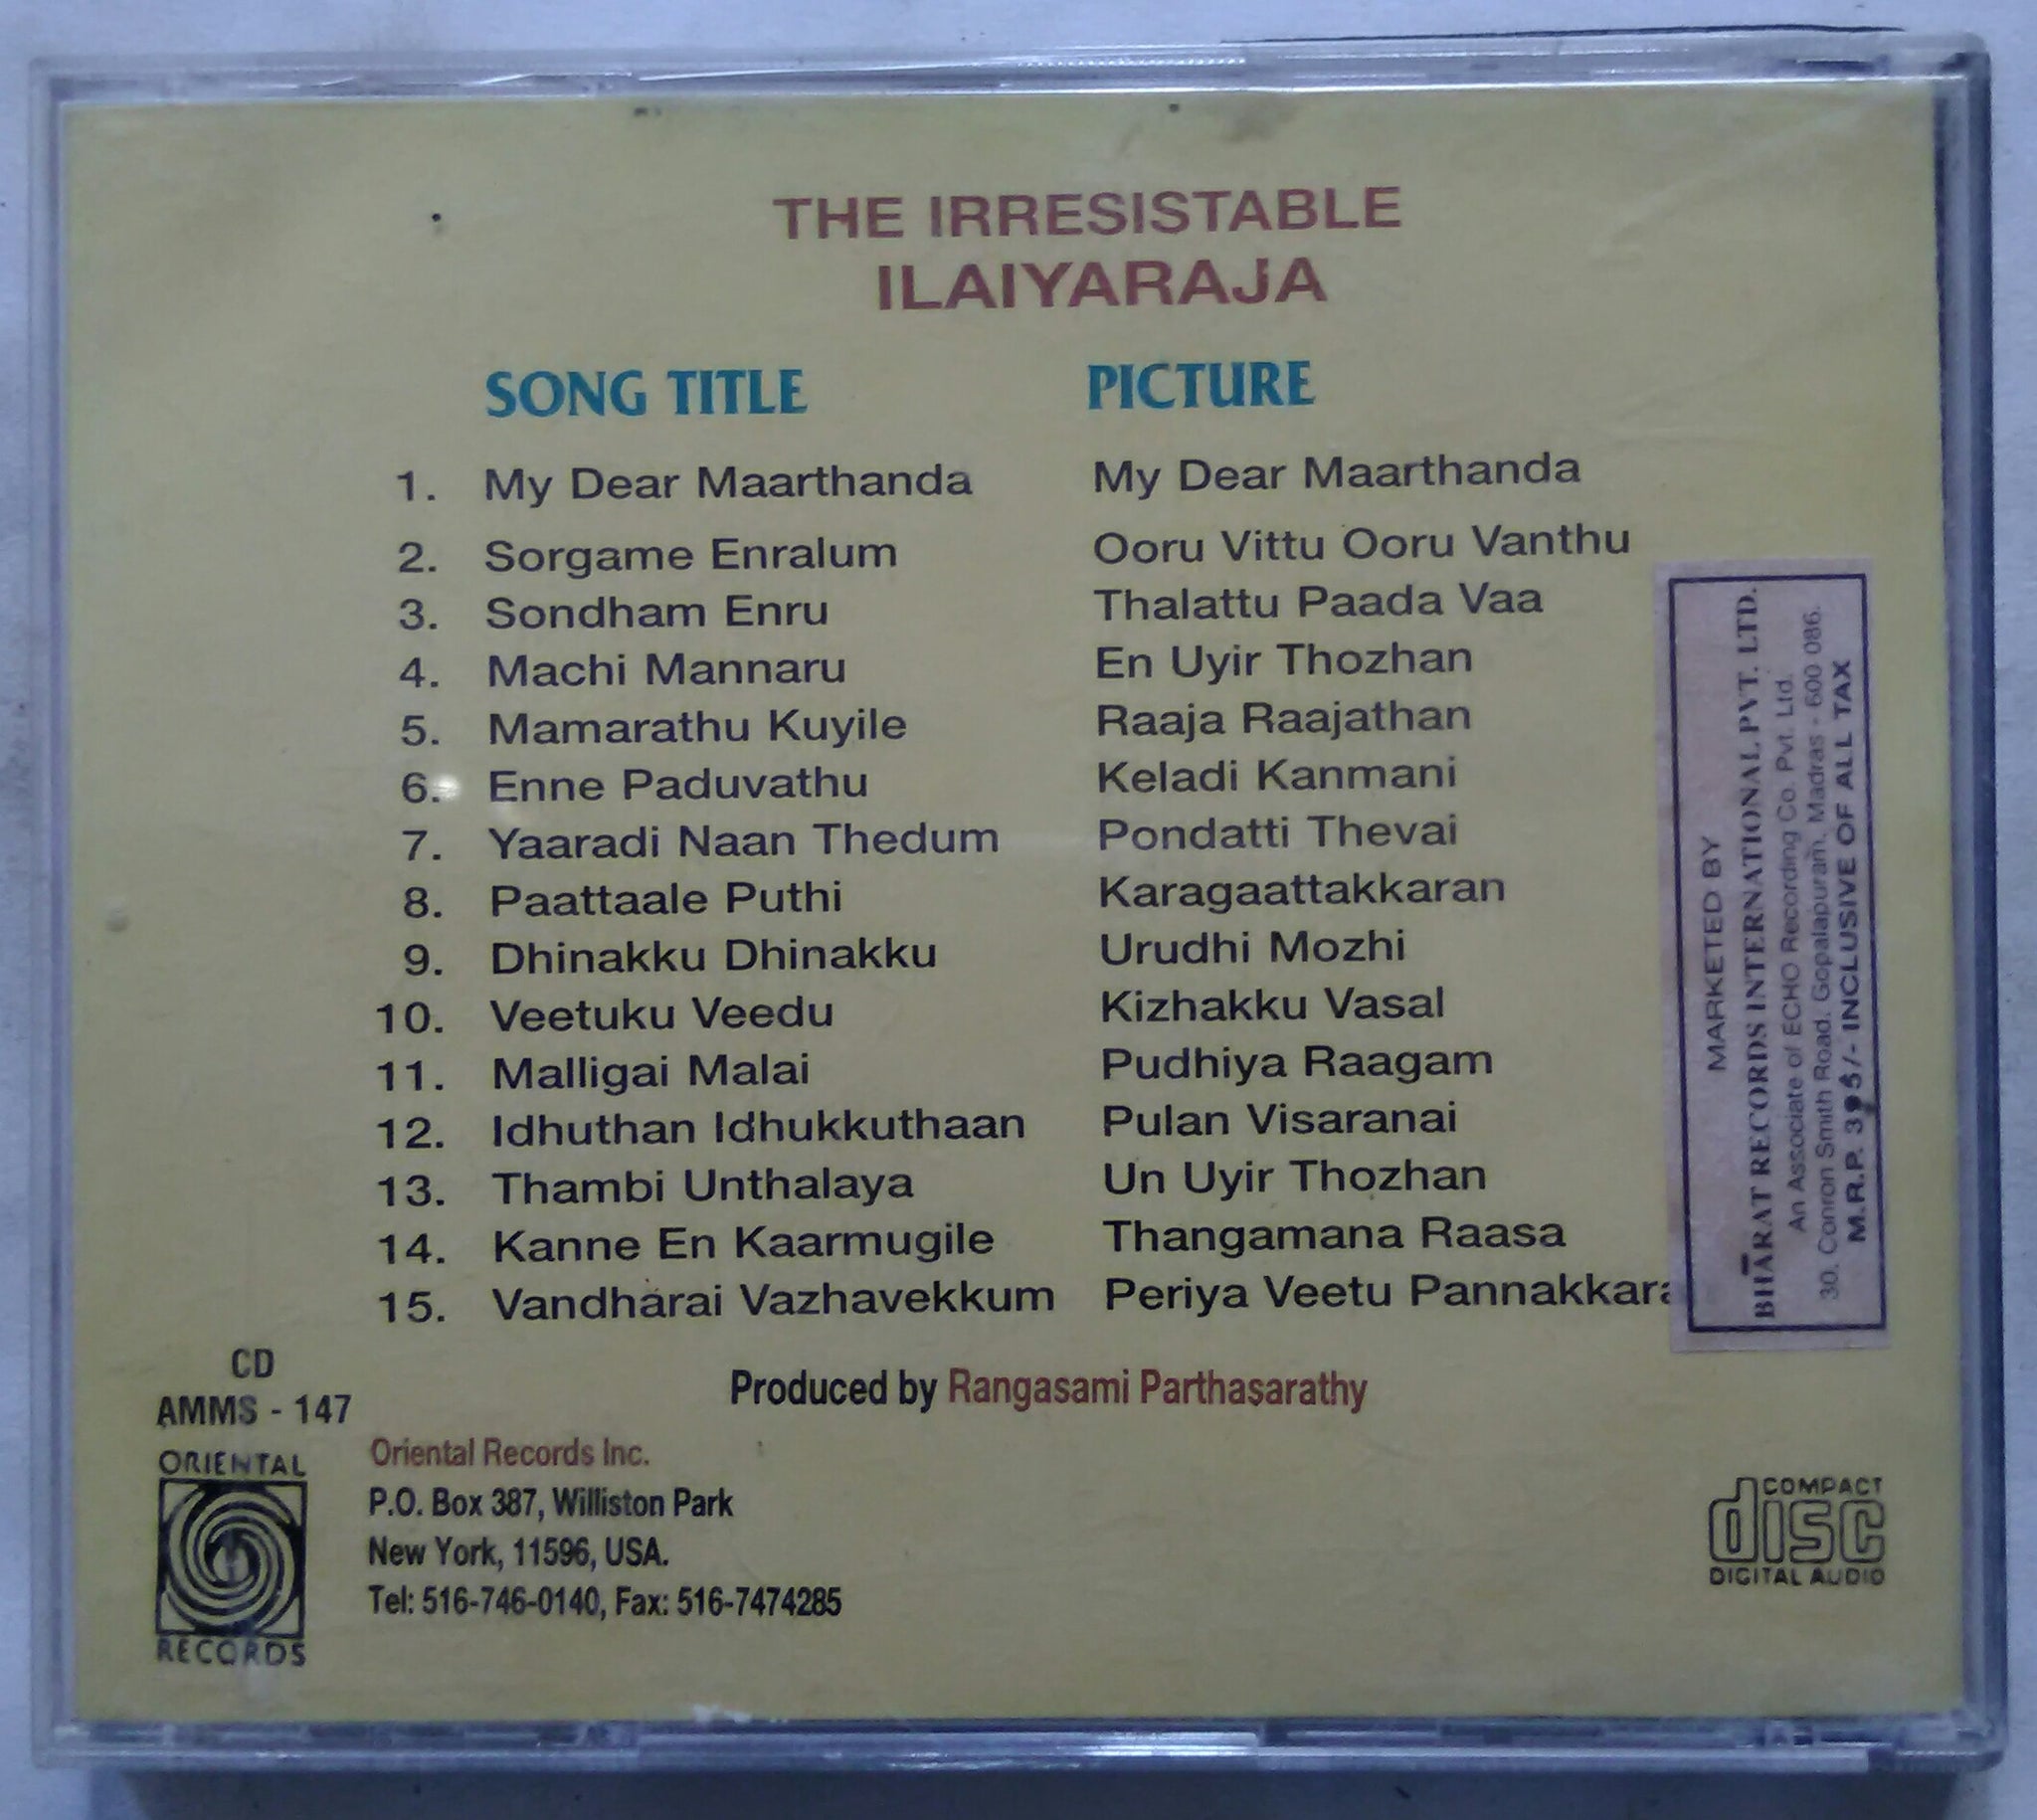 THE IRRESISTABLE
ILAIYARAJA
SONG TITLE PICTURE
1. My Dear Maarthanda My Dear Maarthanda
2. Sorgame Enralum Ooru Vittu Ooru Vanthu
3. Sondham Enru Thalattu Paada Vaa
4. Machi Mannaru En Uyir Thozhan
5. Mamarathu Kuyile Raaja Raajathan
6. Enne Paduvathu Keladi Kanmani
7. Yaaradi Naan Thedum Pondatti Thevai
8. Paattaale Puthi Karagaattakkaran
9. Dhinakku Dhinakku Urudhi Mozhi
10. Veetuku Veedu Kizhakku Vasal
11. Malligai Malai Pudhiya Raagam
12. Idhuthan Idhukkuthaan Pulan Visaranai
13. Thambi Unthalaya Un Uyir Thozhan
14. Kanne En Kaarmugile Thangamana Raasa
15. Vandharai Vazhavekkum Periya Veetu
Produced by Rangasami Parthasarathy
CD
AMMS - 147
ORIENTAL
RECORDS
Oriental Records Inc.
P.O. Box 387, Williston Park
New York, 11596, USA.
Tel: 516-746-0140, Fax: 516-7474285
COMPACT
disc
DIGITAL AUDIO
MARKETED BY
BHARAT RECORDS INTERNATIONAL PVT. LTD.
An Associate of ECHO Recording Co. Pvt. Ltd.
30. Conron Smith Road. Gopalapuram. Madras - 600 086.
M.R.P. INCLUSIVE OF ALL TAX